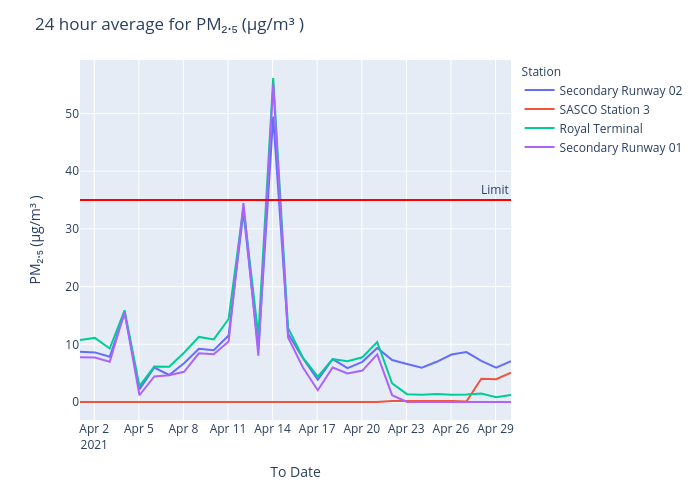 24 hour average for PM₂.₅ (µg/m³ )
Station
Secondary Runway 02
SASCO Station 3
Royal Terminal
Secondary Runway 01
Limit
50
40
30
20
10
0
PM₂.₅ (µg/m³ )
Apr 2 Apr 5 Apr 8 Apr 11 Apr 14 Apr 17 Apr 20 Apr 23 Apr 26 Apr 29
2021
To Date